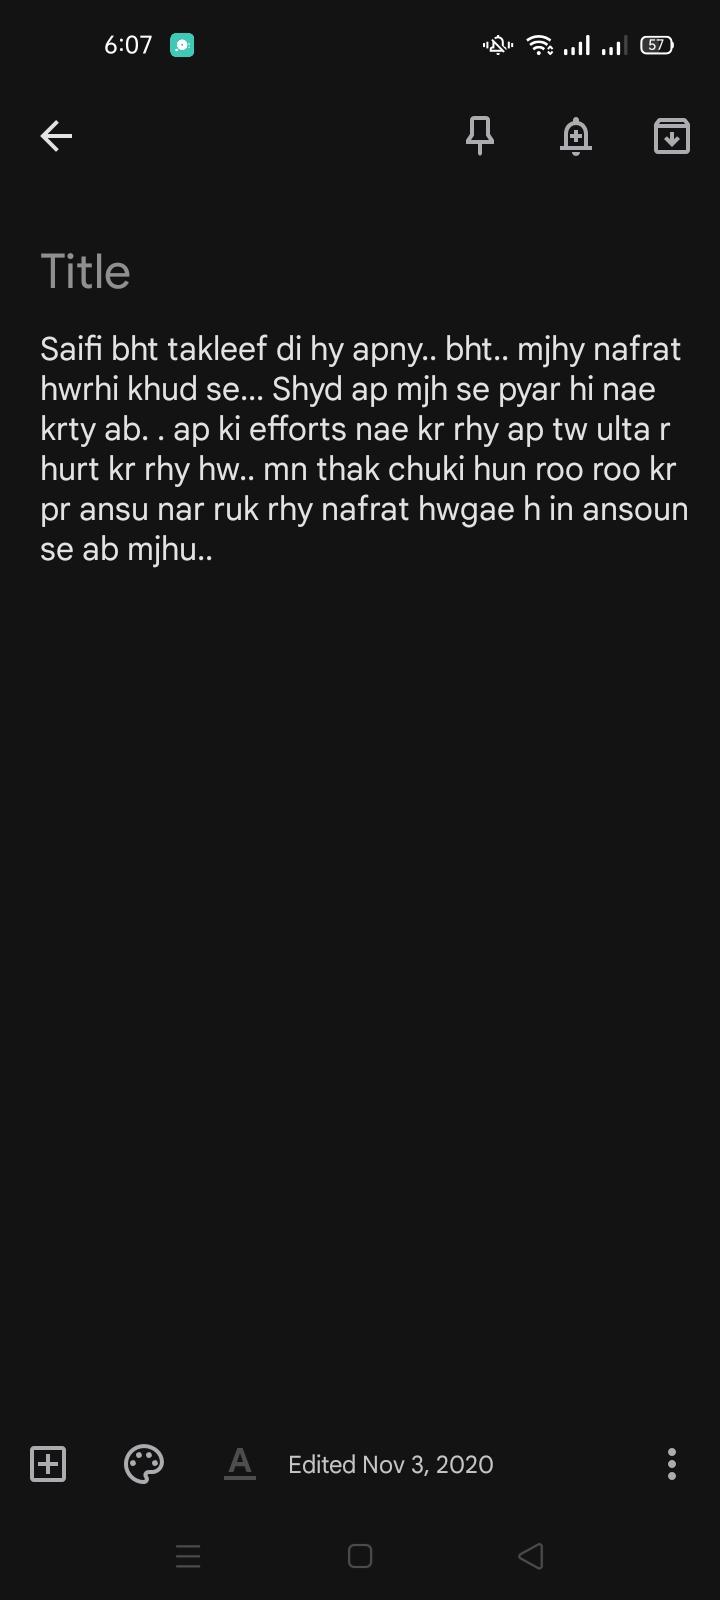 6:07
57
Title
Saifi bht takleef di hy apny.. bht.. mjhy nafrat
hwrhi khud se... Shyd ap mjh se pyar hi nae
krty ab. . ap ki efforts nae kr rhy ap tw ulta r
hurt kr rhy hw.. mn thak chuki hun roo roo kr
pr ansu nar ruk rhy nafrat hwgae h in ansoun
se ab mjhu..
A
Edited Nov 3, 2020